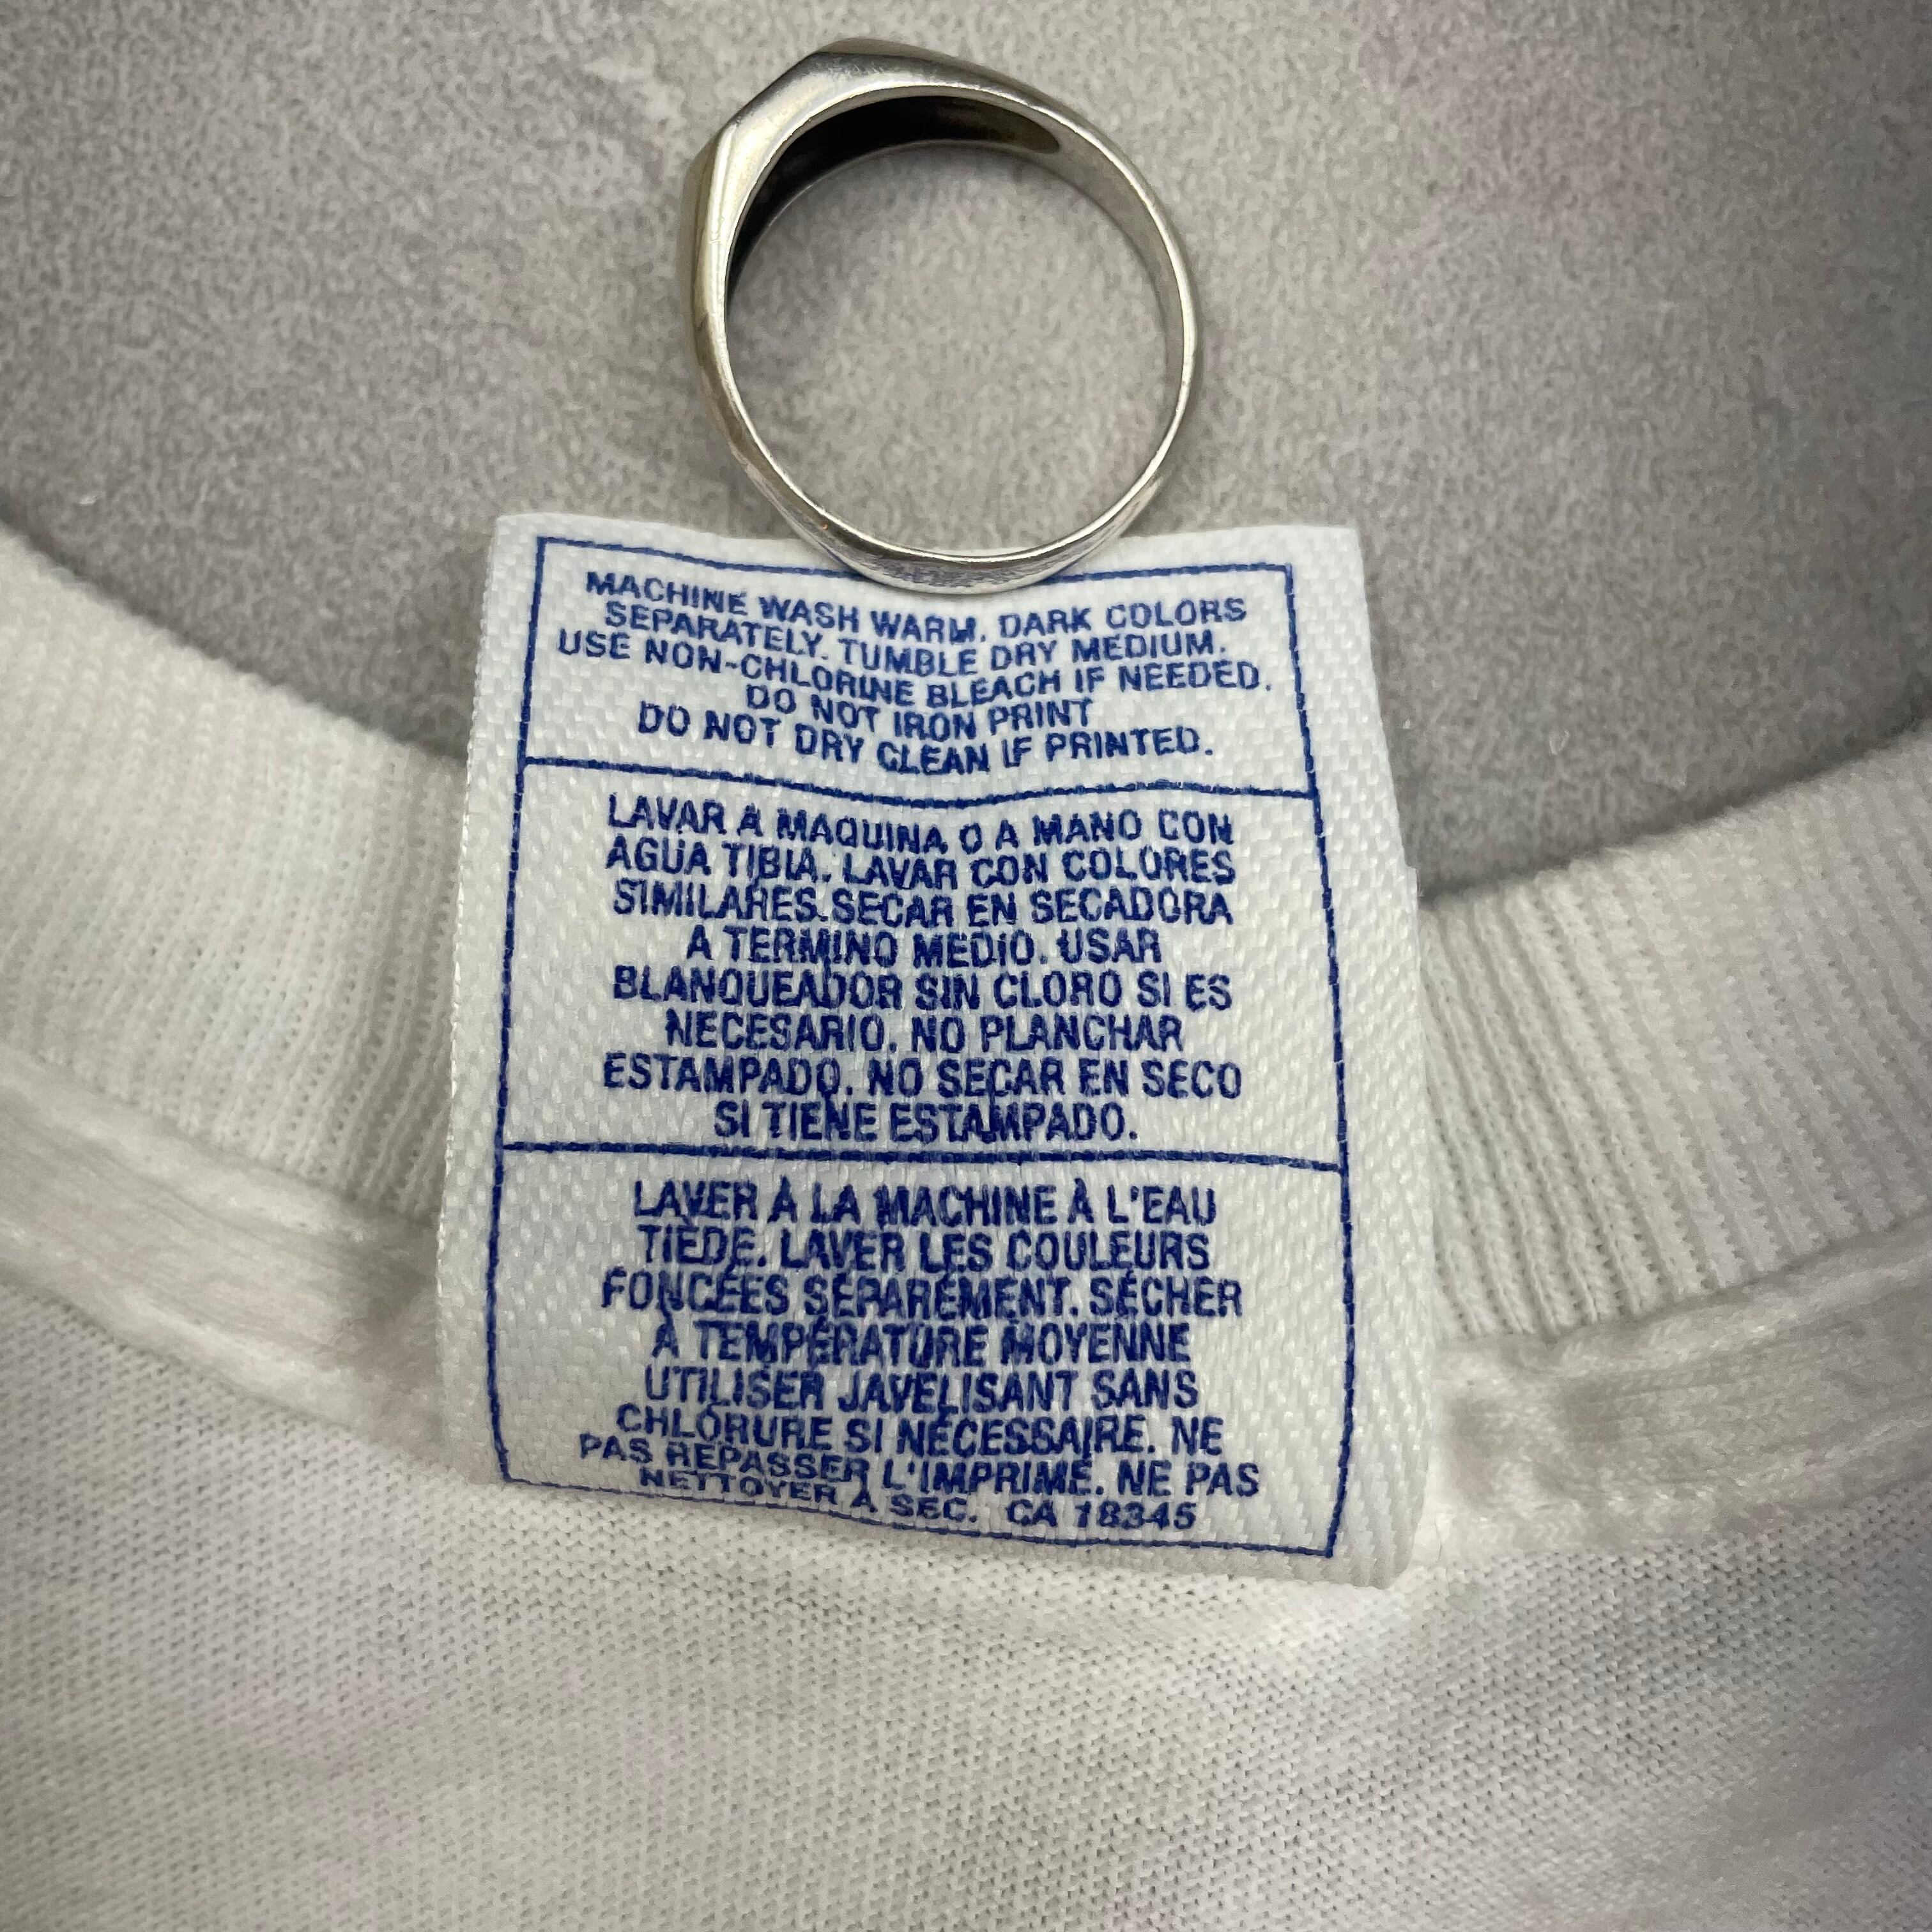 MACHINE WASH WARM. DARK COLORS
SEPARATELY. TUMBLE DRY MEDIUM.
USE NON-CHLORINE BLEACH IF NEEDED.
DO NOT IRON PRINT
DO NOT DRY CLEAN IF PRINTED.
LAVAR A MAQUINA O A MANO CON
AGUA TIBIA. LAVAR CON COLORES
SIMILARES. SECAR EN SECADORA
A TERMINO MEDIO. USAR
BLANQUEADOR SIN CLORO SI ES
NECESARIO. NO PLANCHAR
ESTAMPADO. NO SECAR EN SECO
SI TIENE ESTAMPADO.
LAVER À LA MACHINE À L'EAU
TIÈDE. LAVER LES COULEURS
FONCÉES SÉPARÉMENT. SÉCHER
À TEMPÉRATURE MOYENNE
UTILISER JAVELISANT SANS
CHLORURE SI NÉCESSAIRE. NE
PAS REPASSER L'IMPRIMÉ. NE PAS
NETTOYER À SEC. CA 18345